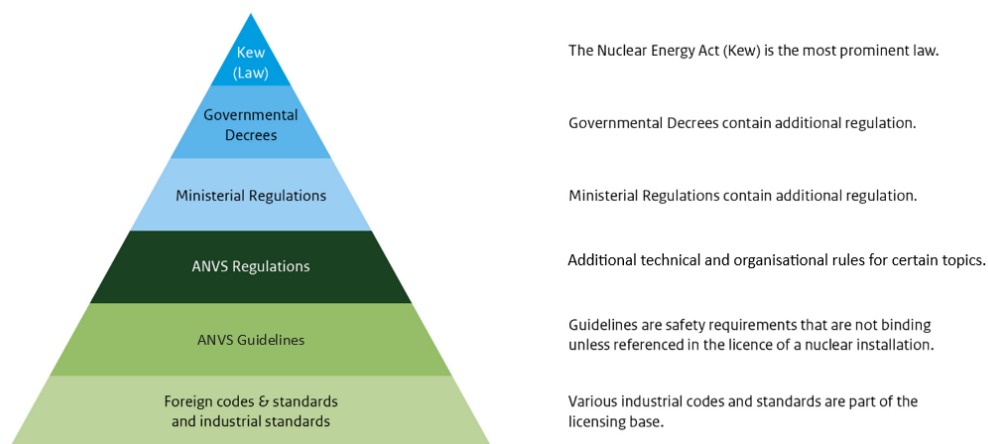 Kew
(Law)
The Nuclear Energy Act (Kew) is the most prominent law.
Governmental
Decrees
Governmental Decrees contain additional regulation.
Ministerial Regulations
Ministerial Regulations contain additional regulation.
ANVS Regulations
Additional technical and organisational rules for certain topics.
ANVS Guidelines
Guidelines are safety requirements that are not binding
unless referenced in the licence of a nuclear installation.
Foreign codes & standards
and industrial standards
Various industrial codes and standards are part of the
licensing base.